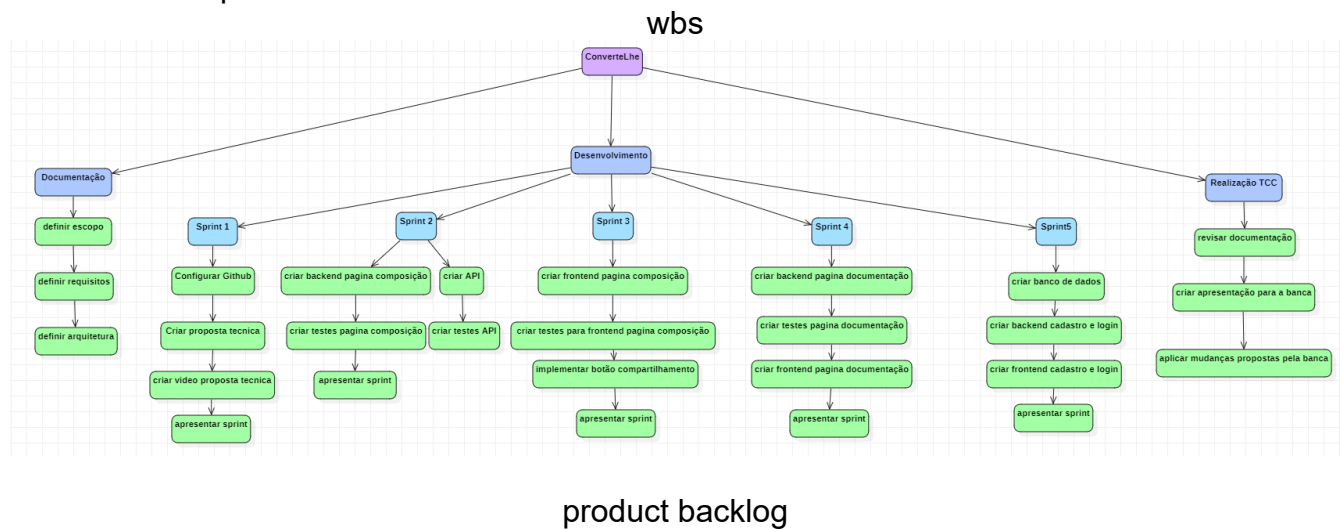 wbs
ConverteLhe
Desenvolvimento
Documentação
Realização TCC
definir escopo
definir requisitos
definir arquitetura
Sprint 1
Configurar Github
Criar proposta tecnica
criar video proposta tecnica
apresentar sprint
Sprint 2
criar backend pagina composição
criar testes pagina composição
apresentar sprint
criar API
criar testes API
Sprint 3
criar frontend pagina composição
criar testes para frontend pagina composição
implementar botão compartilhamento
apresentar sprint
Sprint 4
criar backend pagina documentação
criar testes pagina documentação
criar frontend pagina documentação
apresentar sprint
Sprint5
criar banco de dados
criar backend cadastro e login
criar frontend cadastro e login
apresentar sprint
revisar documentação
criar apresentação para a banca
aplicar mudanças propostas pela banca
product backlog